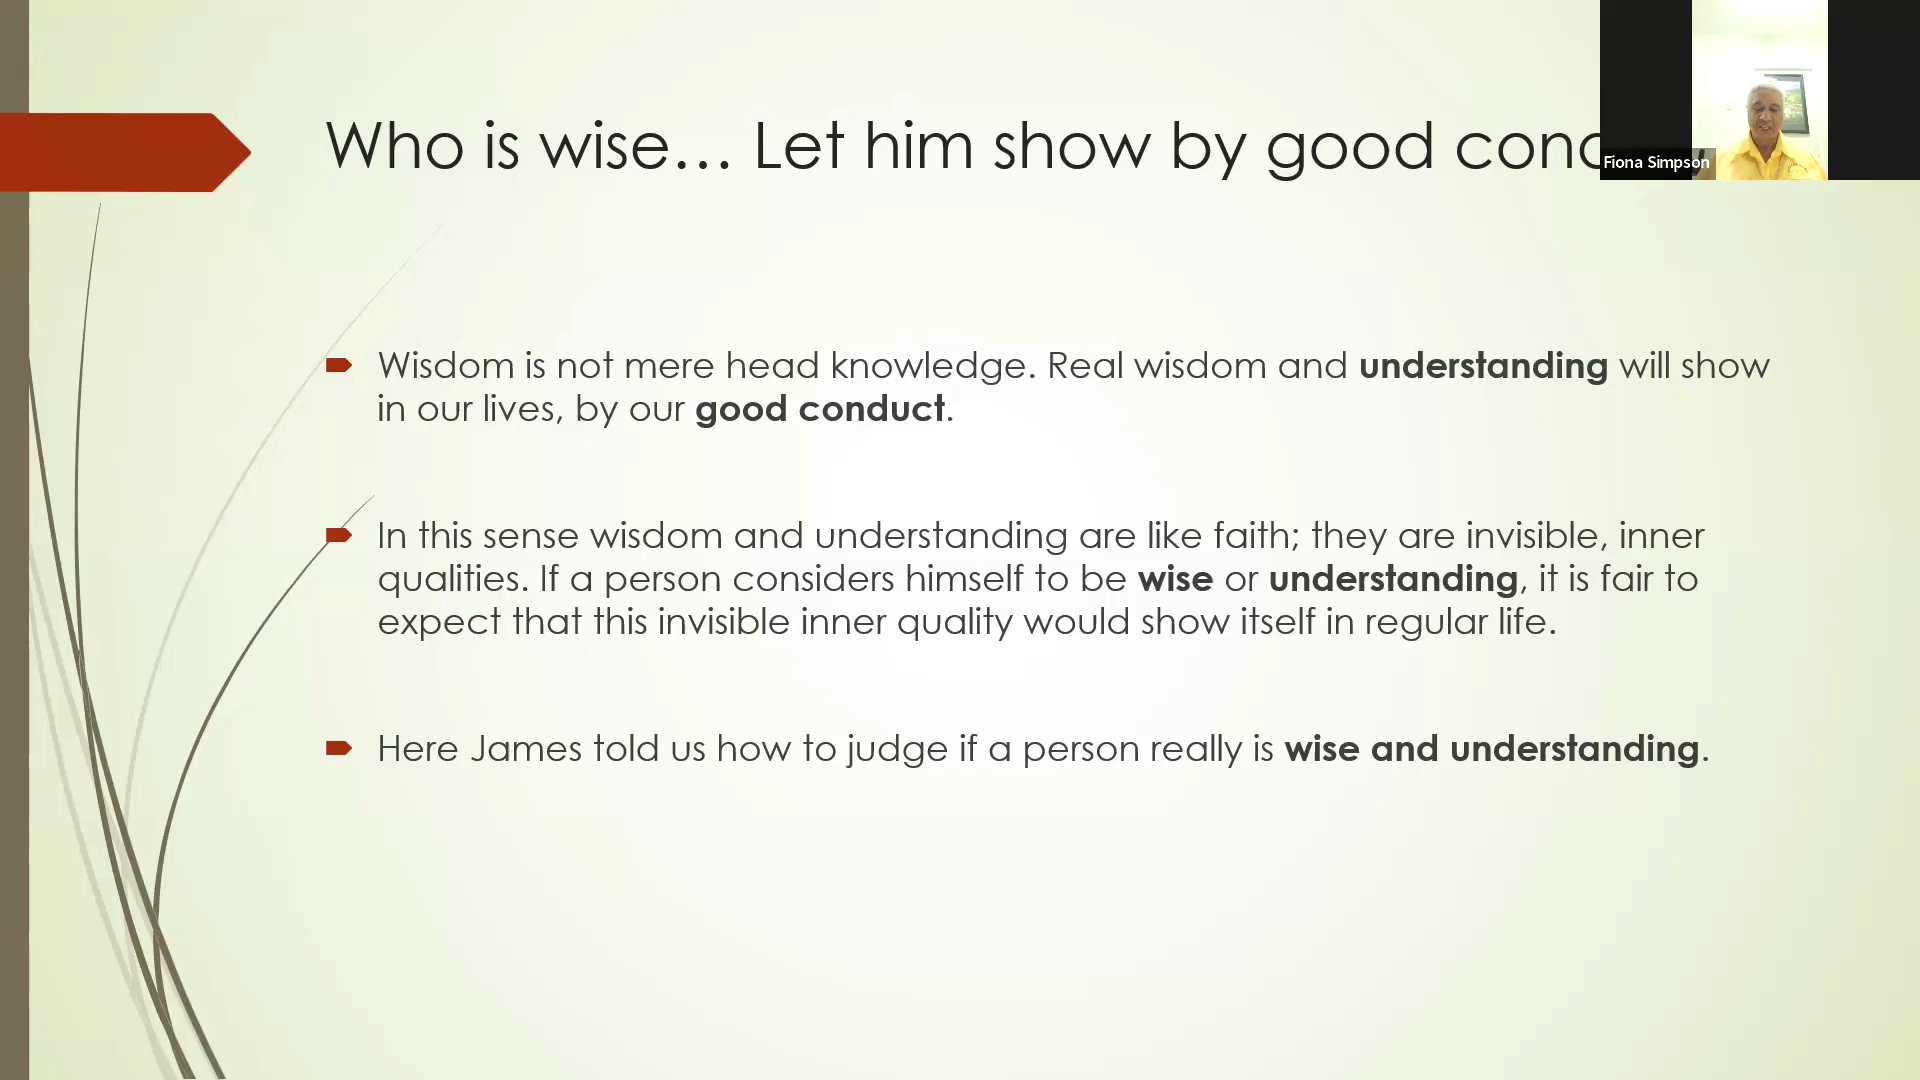 Who is wise… Let him show by good cond
Fiona Simpson
Wisdom is not mere head knowledge. Real wisdom and understanding will show
in our lives, by our good conduct.
In this sense wisdom and understanding are like faith; they are invisible, inner
qualities. If a person considers himself to be wise or understanding, it is fair to
expect that this invisible inner quality would show itself in regular life.
Here James told us how to judge if a person really is wise and understanding.